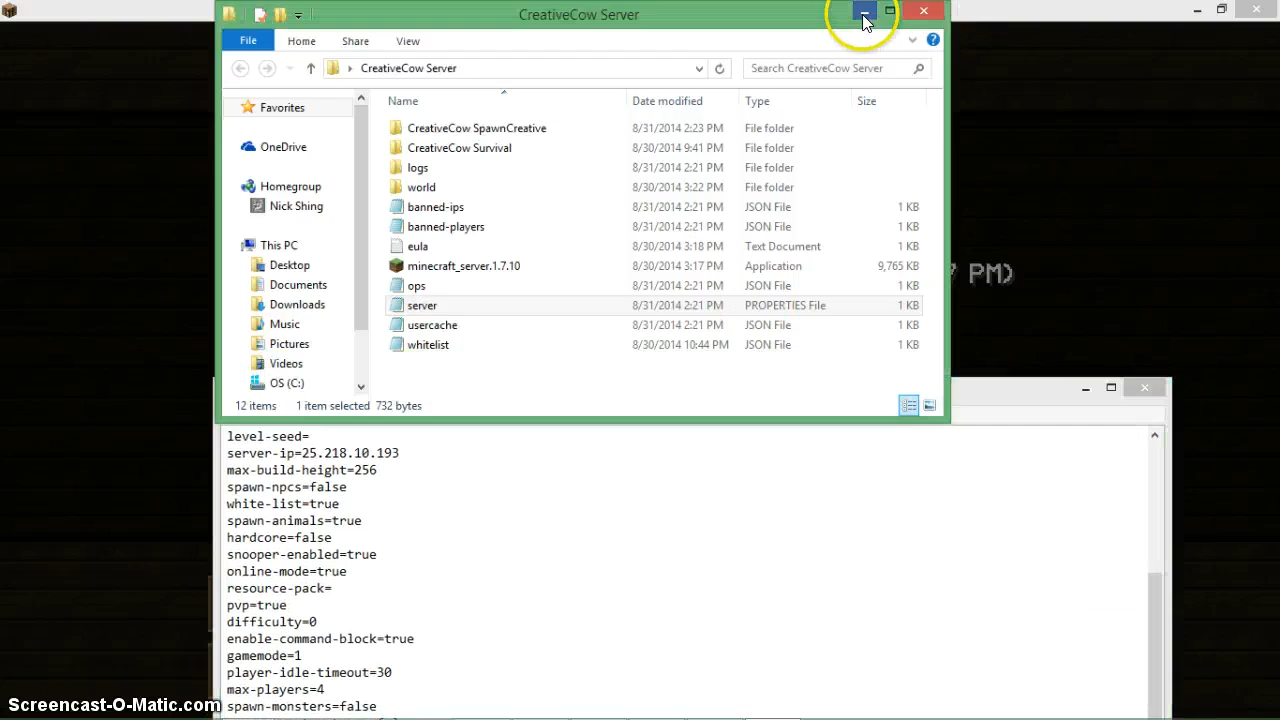 CreativeCow Server
File Home Share View
CreativeCow Server
Search CreativeCow Server
Name Date modified Type Size
Favorites
OneDrive
Homegroup
Nick Shing
This PC
Desktop
Documents
Downloads
Music
Pictures
Videos
OS (C:)
CreativeCow SpawnCreative 8/31/2014 2:23 PM File folder
CreativeCow Survival 8/30/2014 9:41 PM File folder
logs 8/31/2014 2:21 PM File folder
world 8/30/2014 3:22 PM File folder
banned-ips 8/31/2014 2:21 PM JSON File 1 KB
banned-players 8/31/2014 2:21 PM JSON File 1 KB
eula 8/30/2014 3:18 PM Text Document 1 KB
minecraft_server.1.7.10 8/30/2014 3:17 PM Application 9,765 KB
ops 8/31/2014 2:21 PM JSON File 1 KB
server 8/31/2014 2:21 PM PROPERTIES File 1 KB
usercache 8/31/2014 2:21 PM JSON File 1 KB
whitelist 8/30/2014 10:44 PM JSON File 1 KB
12 items 1 item selected 732 bytes
PM)
level-seed=
server-ip=25.218.10.193
max-build-height=256
spawn-npcs=false
white-list=true
spawn-animals=true
hardcore=false
snooper-enabled=true
online-mode=true
resource-pack=
pvp=true
difficulty=0
enable-command-block=true
gamemode=1
player-idle-timeout=30
max-players=4
spawn-monsters=false
Screencast-O-Matic.com